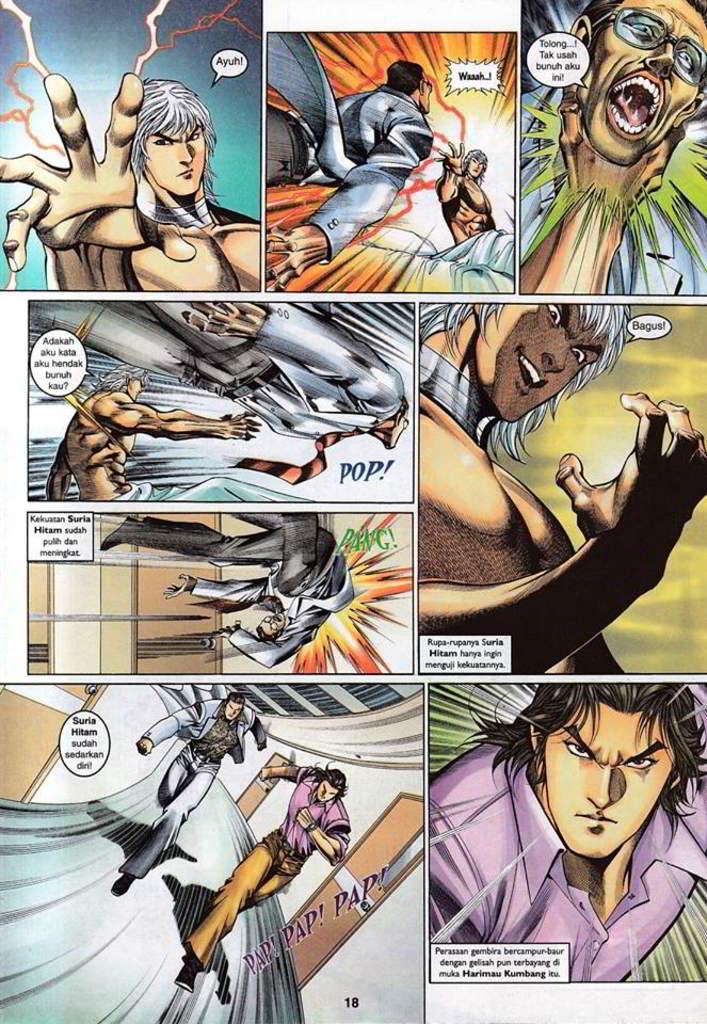 Ayuh!
Waaah..!
Tolong...!
Tak usah
bunuh aku
ini!
Adakah
aku kata
aku hendak
bunuh
kau?
POP!
Bagus!
Kekuatan Suria
Hitam sudah
pulih dan
meningkat.
PANG!
Rupa-rupanya Suria
Hitam hanya ingin
menguji kekuatannya.
Suria
Hitam
sudah
sedarkan
diri!
PAP! PAP! PAP!
Perasaan gembira bercampur-baur
dengan gelisah pun terbayang di
muka Harimau Kumbang itu.
18